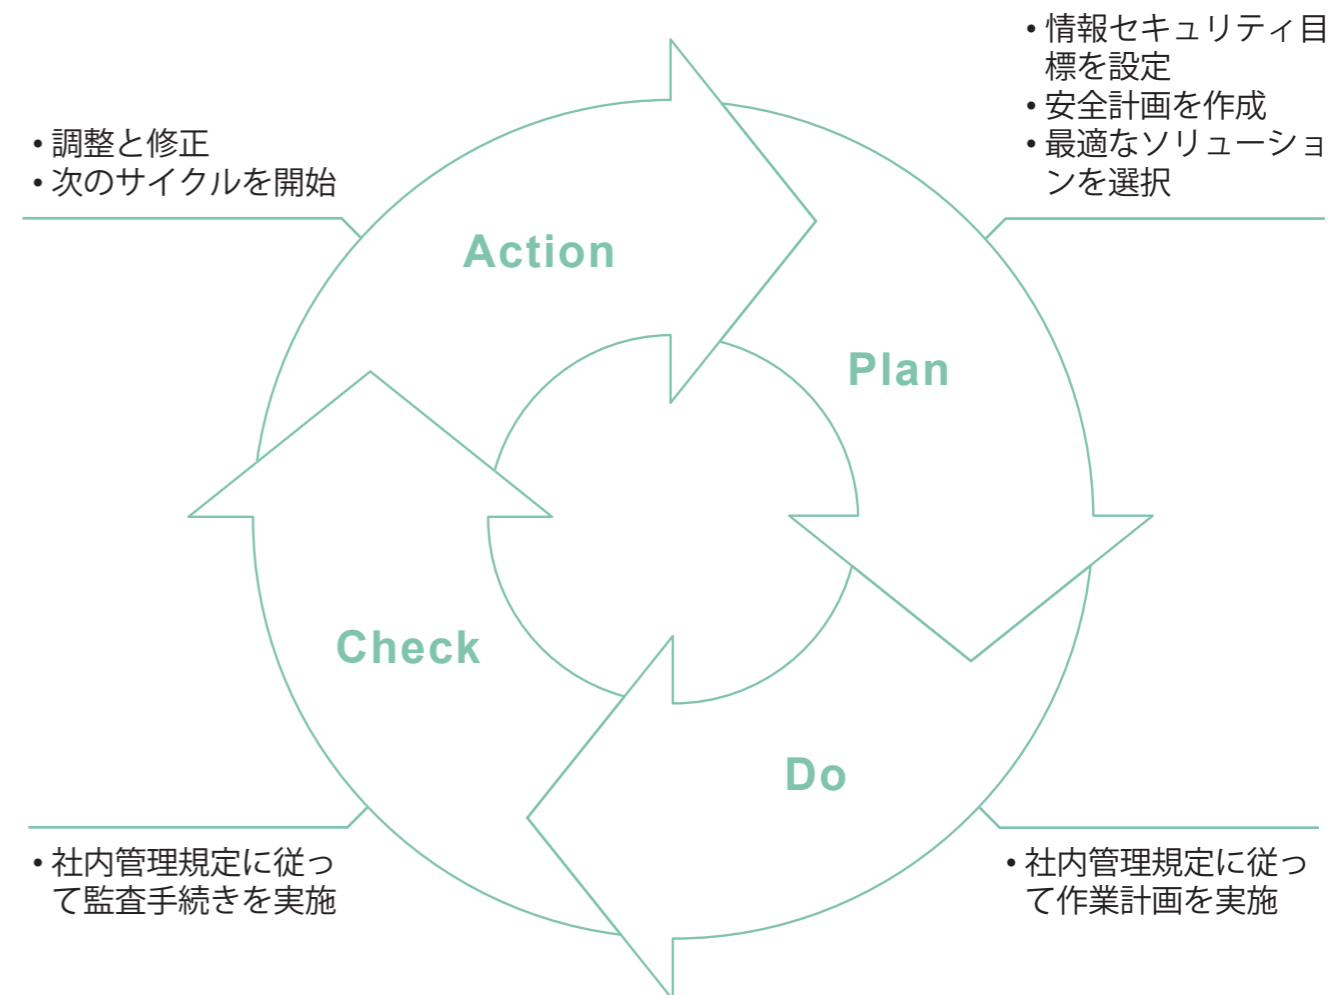 • 情報セキュリティ目
標を設定
• 安全計画を作成
• 最適なソリューショ
ンを選択
• 調整と修正
• 次のサイクルを開始
Action
Plan
Check
Do
• 社内管理規定に従っ
て監査手続きを実施
• 社内管理規定に従っ
て作業計画を実施